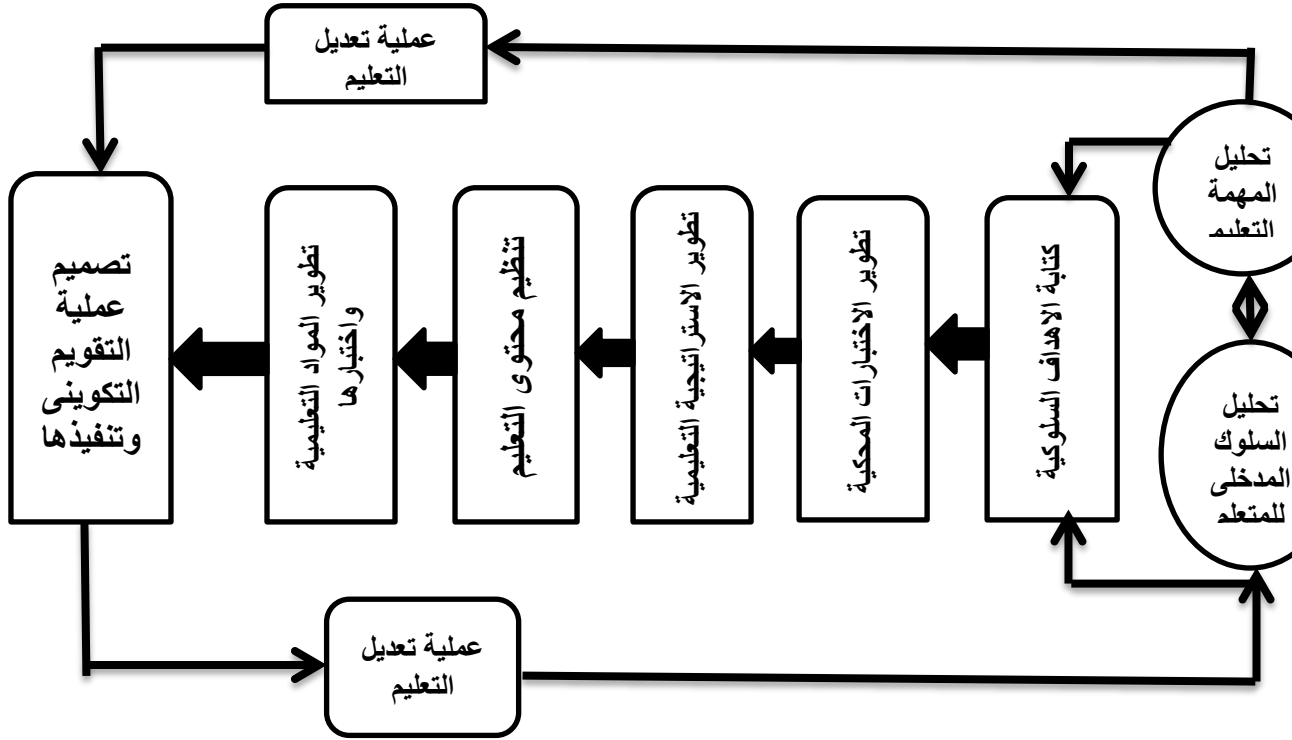 عملية تعديل
التعليم
تحليل
المهمة
التعليم
تحليل
السلوك
المدخلى
للمتعلم
كتابة الاهداف السلوكية
تطوير الاختبارات المحكية
تطوير الاستراتيجية التعليمية
تنظيم محتوى التعليم
تطوير المواد التعليمية
واختبارها
تصميم
عملية
التقويم
التكوينى
وتنفيذها
عملية تعديل
التعليم